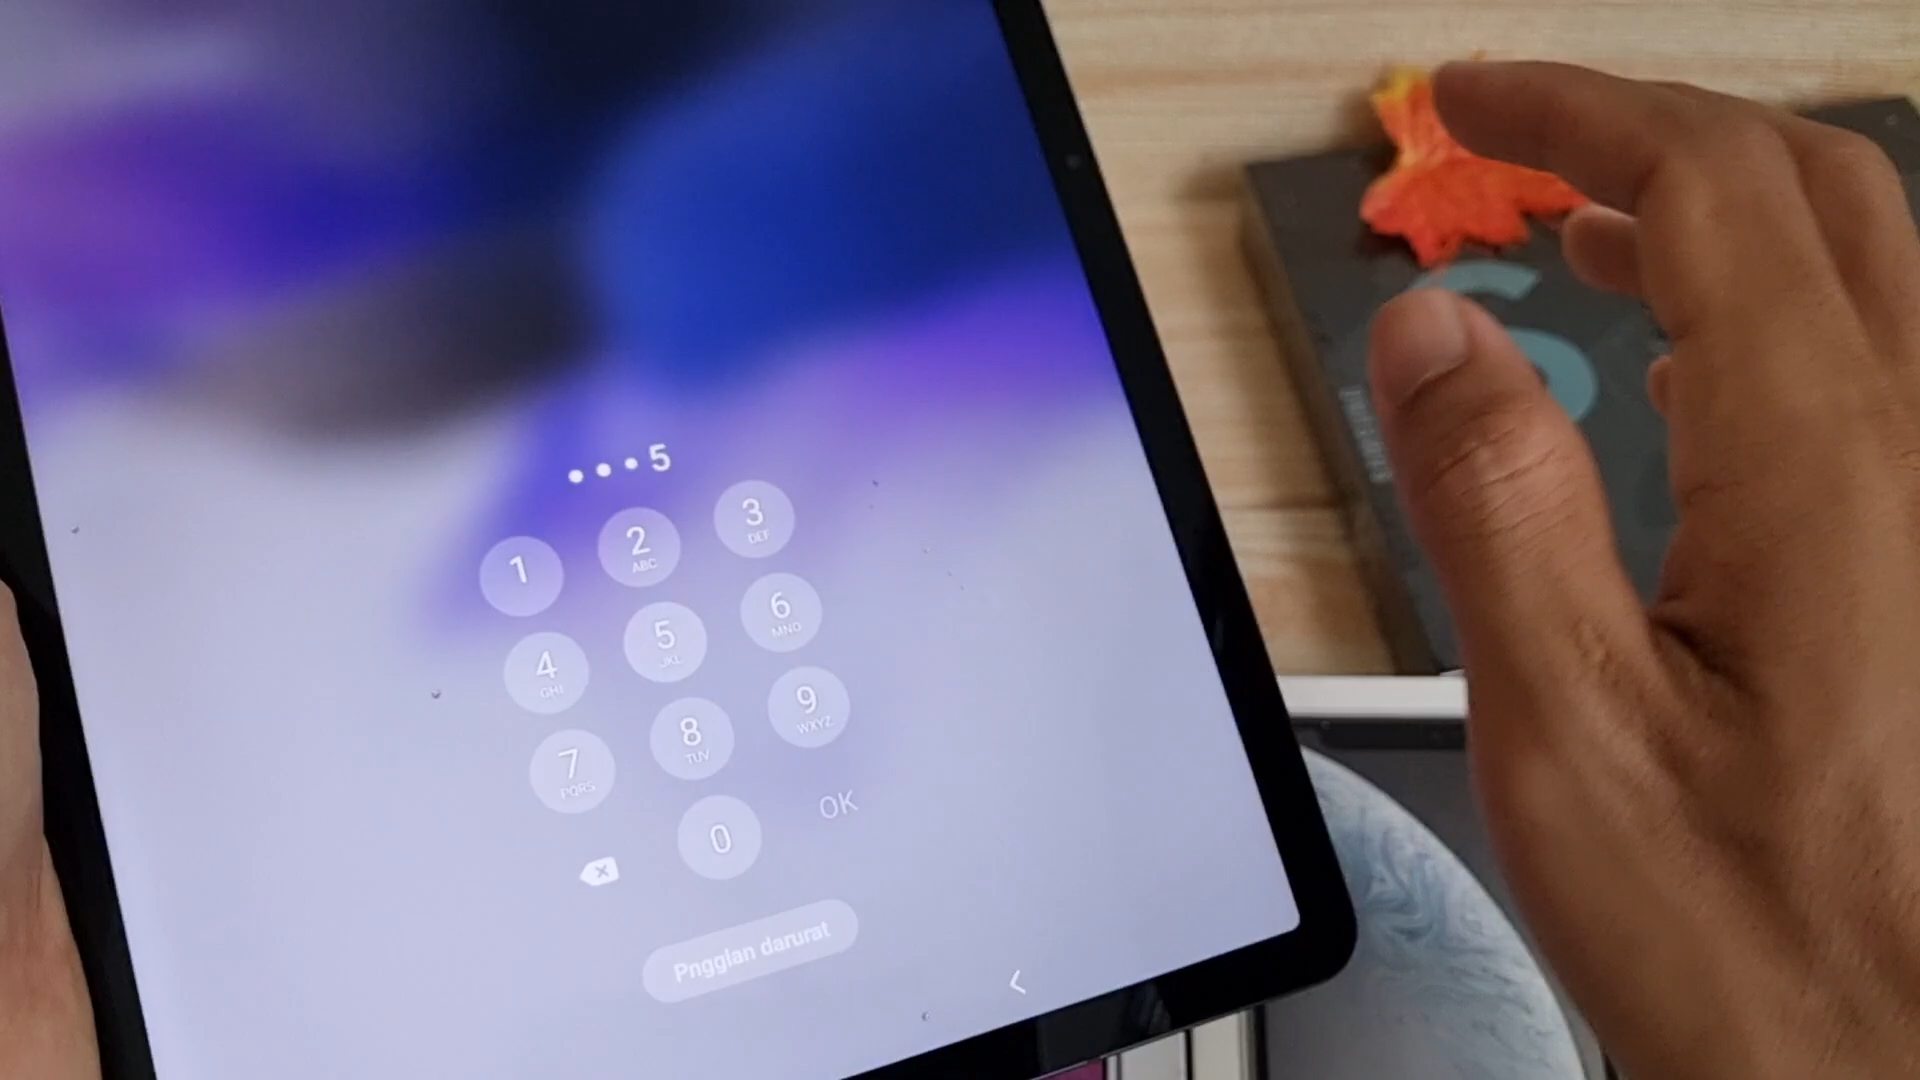 •••5
1
2 ABC
3 DEF
4 GHI
5 JKL
6 MNO
7 PQRS
8 TUV
9 WXYZ
0
OK
Pngglan darurat